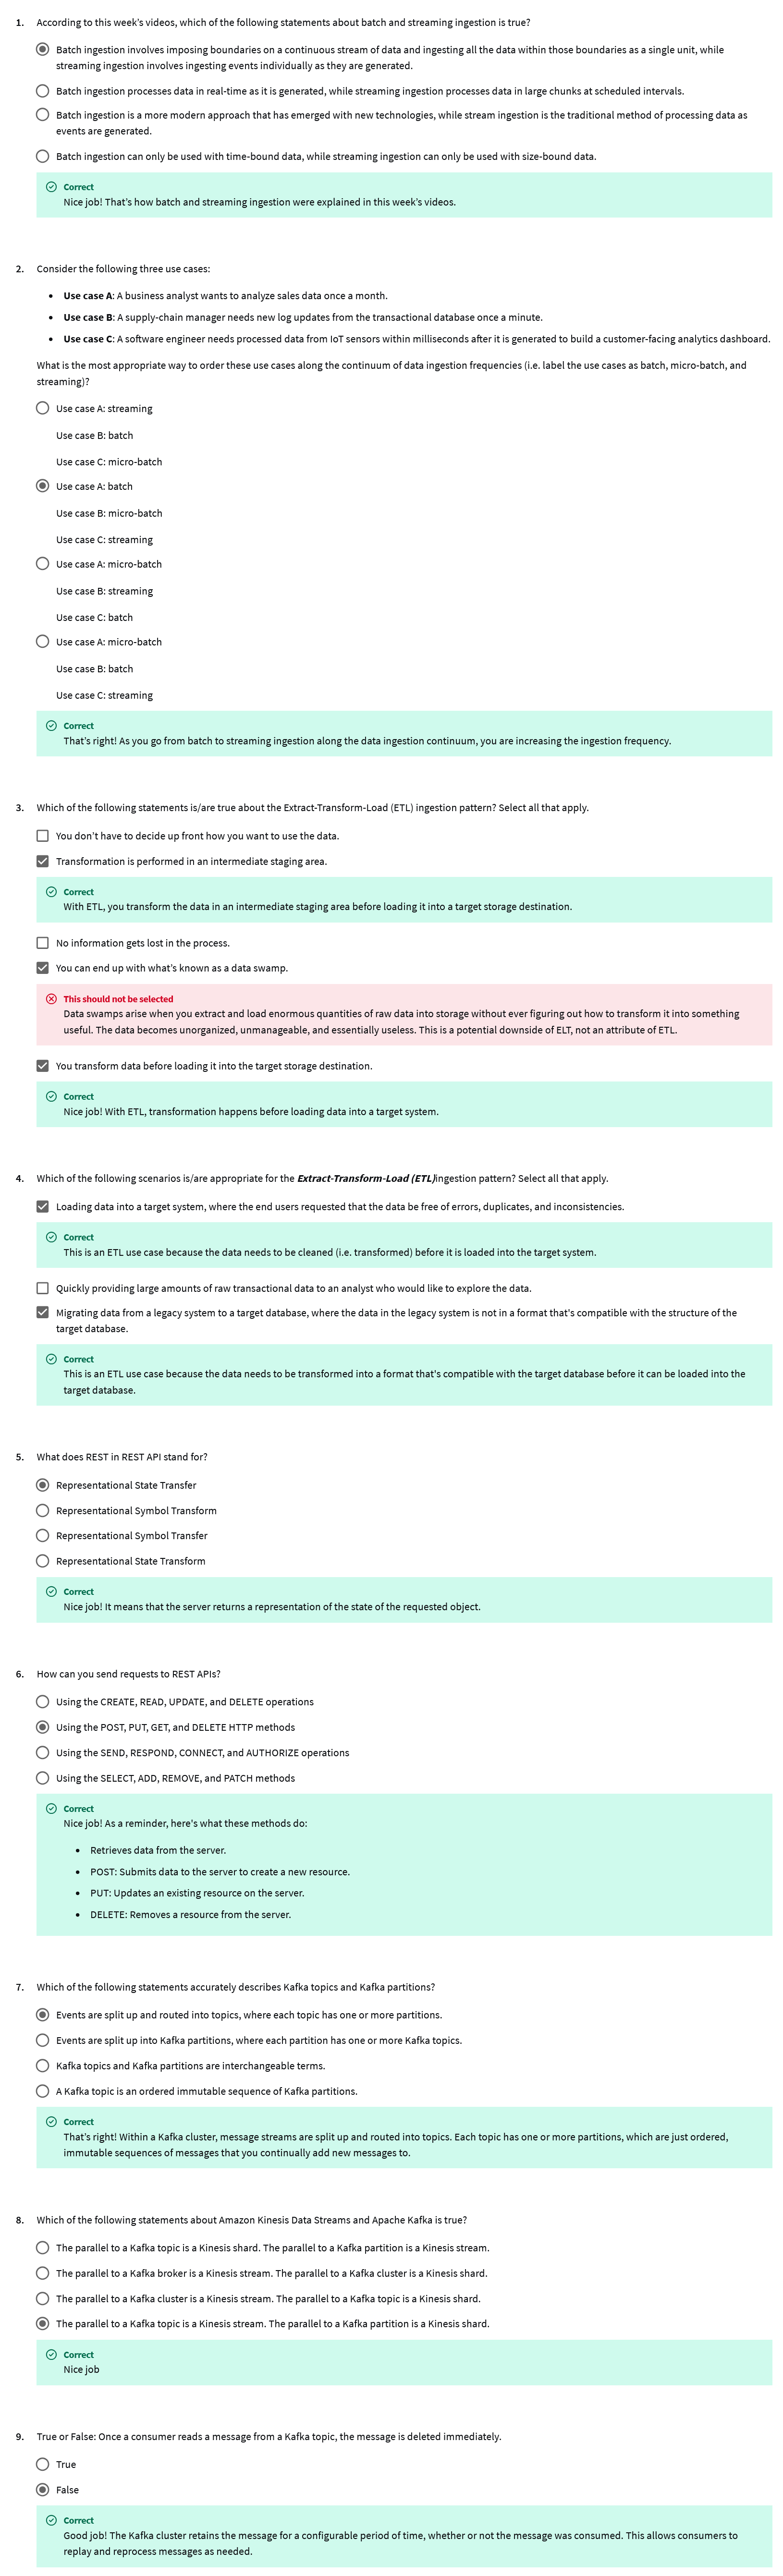 1. According to this week's videos, which of the following statements about batch and streaming ingestion is true?
Batch ingestion involves imposing boundaries on a continuous stream of data and ingesting all the data within those boundaries as a single unit, while
streaming ingestion involves ingesting events individually as they are generated.
Batch ingestion processes data in real-time as it is generated, while streaming ingestion processes data in large chunks at scheduled intervals.
Batch ingestion is a more modern approach that has emerged with new technologies, while stream ingestion is the traditional method of processing data as
events are generated.
Batch ingestion can only be used with time-bound data, while streaming ingestion can only be used with size-bound data.
Correct
Nice job! That's how batch and streaming ingestion were explained in this week's videos.
2. Consider the following three use cases:
• Use case A: A business analyst wants to analyze sales data once a month.
• Use case B: A supply-chain manager needs new log updates from the transactional database once a minute.
• Use case C: A software engineer needs processed data from IoT sensors within milliseconds after it is generated to build a customer-facing analytics dashboard.
What is the most appropriate way to order these use cases along the continuum of data ingestion frequencies (i.e. label the use cases as batch, micro-batch, and
streaming)?
Use case A: streaming
Use case B: batch
Use case C: micro-batch
Use case A: batch
Use case B: micro-batch
Use case C: streaming
Use case A: micro-batch
Use case B: streaming
Use case C: batch
Use case A: micro-batch
Use case B: batch
Use case C: streaming
Correct
That's right! As you go from batch to streaming ingestion along the data ingestion continuum, you are increasing the ingestion frequency.
3. Which of the following statements is/are true about the Extract-Transform-Load (ETL) ingestion pattern? Select all that apply.
You don't have to decide up front how you want to use the data.
Transformation is performed in an intermediate staging area.
Correct
With ETL, you transform the data in an intermediate staging area before loading it into a target storage destination.
No information gets lost in the process.
You can end up with what's known as a data swamp.
This should not be selected
Data swamps arise when you extract and load enormous quantities of raw data into storage without ever figuring out how to transform it into something
useful. The data becomes unorganized, unmanageable, and essentially useless. This is a potential downside of ELT, not an attribute of ETL.
You transform data before loading it into the target storage destination.
Correct
Nice job! With ETL, transformation happens before loading data into a target system.
4. Which of the following scenarios is/are appropriate for the Extract-Transform-Load (ETL)ingestion pattern? Select all that apply.
Loading data into a target system, where the end users requested that the data be free of errors, duplicates, and inconsistencies.
Correct
This is an ETL use case because the data needs to be cleaned (i.e. transformed) before it is loaded into the target system.
Quickly providing large amounts of raw transactional data to an analyst who would like to explore the data.
Migrating data from a legacy system to a target database, where the data in the legacy system is not in a format that's compatible with the structure of the
target database.
Correct
This is an ETL use case because the data needs to be transformed into a format that's compatible with the target database before it can be loaded into the
target database.
5. What does REST in REST API stand for?
Representational State Transfer
Representational Symbol Transform
Representational Symbol Transfer
Representational State Transform
Correct
Nice job! It means that the server returns a representation of the state of the requested object.
6. How can you send requests to REST APIs?
Using the CREATE, READ, UPDATE, and DELETE operations
Using the POST, PUT, GET, and DELETE HTTP methods
Using the SEND, RESPOND, CONNECT, and AUTHORIZE operations
Using the SELECT, ADD, REMOVE, and PATCH methods
Correct
Nice job! As a reminder, here's what these methods do:
• Retrieves data from the server.
• POST: Submits data to the server to create a new resource.
• PUT: Updates an existing resource on the server.
• DELETE: Removes a resource from the server.
7. Which of the following statements accurately describes Kafka topics and Kafka partitions?
Events are split up and routed into topics, where each topic has one or more partitions.
Events are split up into Kafka partitions, where each partition has one or more Kafka topics.
Kafka topics and Kafka partitions are interchangeable terms.
A Kafka topic is an ordered immutable sequence of Kafka partitions.
Correct
That's right! Within a Kafka cluster, message streams are split up and routed into topics. Each topic has one or more partitions, which are just ordered,
immutable sequences of messages that you continually add new messages to.
8. Which of the following statements about Amazon Kinesis Data Streams and Apache Kafka is true?
The parallel to a Kafka topic is a Kinesis shard. The parallel to a Kafka partition is a Kinesis stream.
The parallel to a Kafka broker is a Kinesis stream. The parallel to a Kafka cluster is a Kinesis shard.
The parallel to a Kafka cluster is a Kinesis stream. The parallel to a Kafka topic is a Kinesis shard.
The parallel to a Kafka topic is a Kinesis stream. The parallel to a Kafka partition is a Kinesis shard.
Correct
Nice job
9. True or False: Once a consumer reads a message from a Kafka topic, the message is deleted immediately.
True
False
Correct
Good job! The Kafka cluster retains the message for a configurable period of time, whether or not the message was consumed. This allows consumers to
replay and reprocess messages as needed.